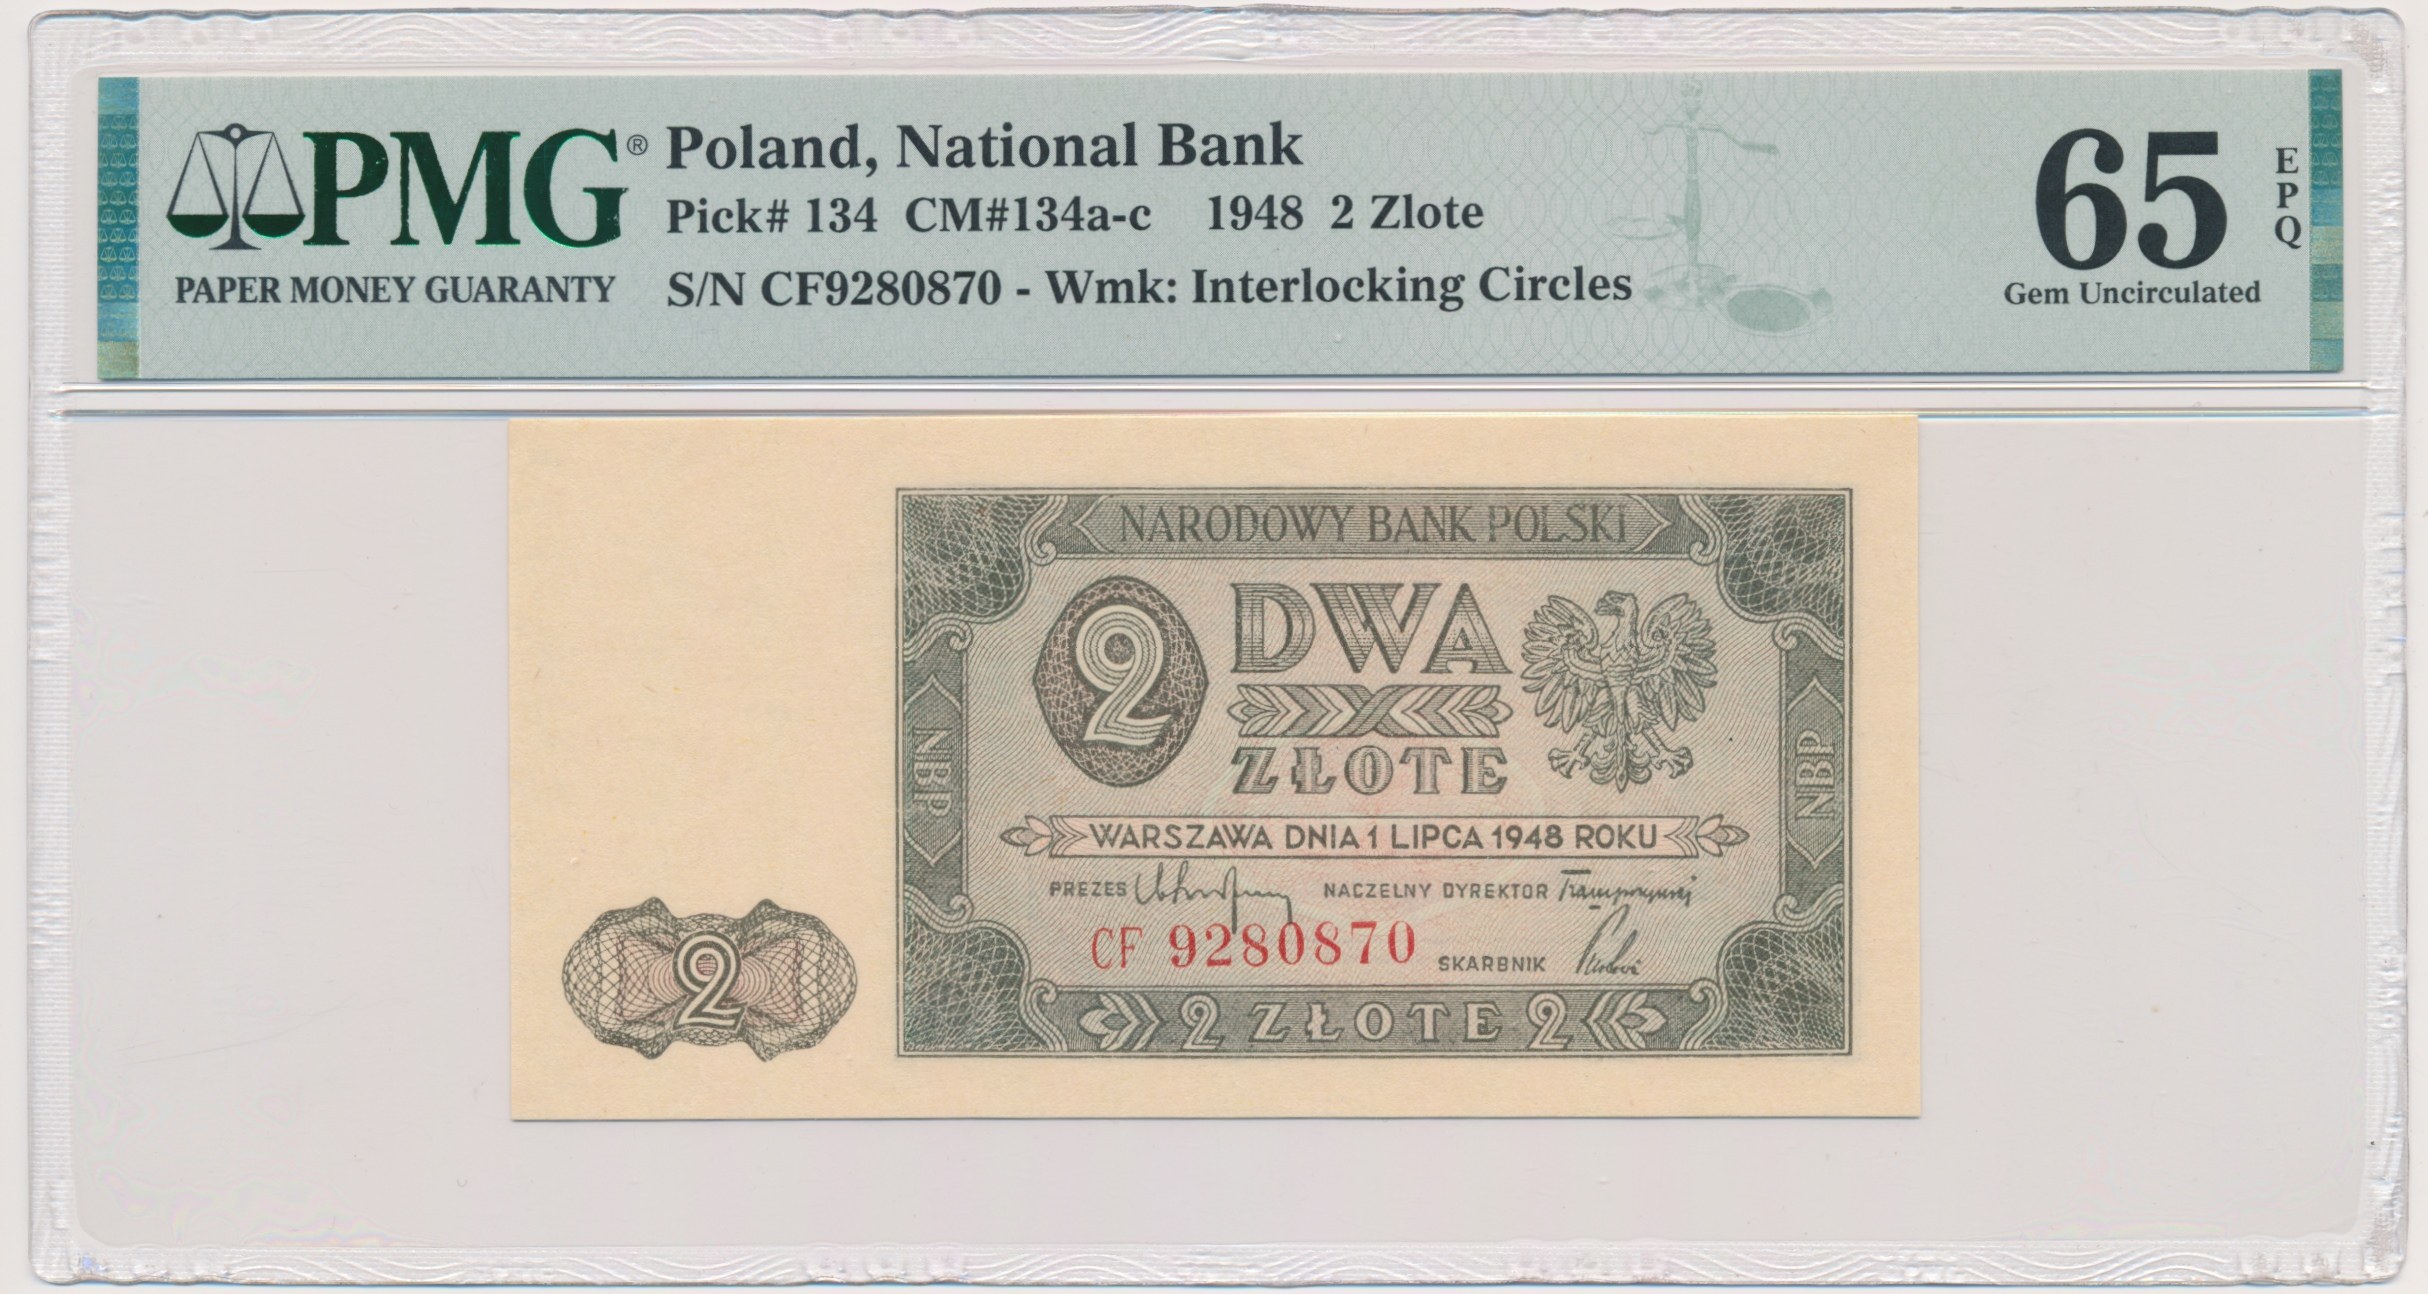 PMG®
PAPER MONEY GUARANTY
Poland, National Bank
Pick# 134 CM#134a-c 1948 2 Zlote
S/N CF9280870 - Wmk: Interlocking Circles
65
EPQ
Gem Uncirculated
NARODOWY BANK POLSKI
2
DWA
ZŁOTE
NBP
NBP
WARSZAWA DNIA 1 LIPCA 1948 ROKU
PREZES
NACZELNY DYREKTOR
CF 9280870
SKARBNIK
2
2 ZŁOTE 2